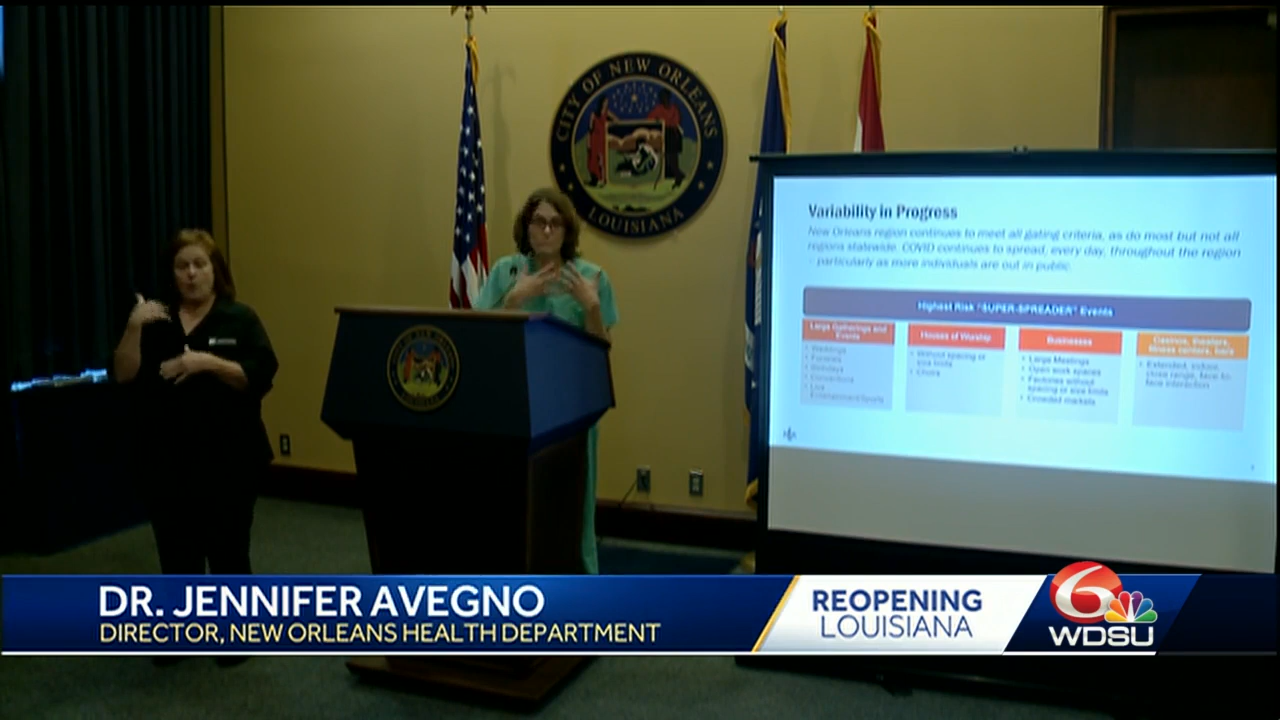 CITY OF NEW ORLEANS
LOUISIANA
Variability in Progress
New Orleans region continues to meet all gating criteria, as do most but not all
regions statewide. COVID continues to spread, every day, throughout the region
– particularly as more individuals are out in public.
Highest Risk "SUPER-SPREADER" Events
Large Gatherings and
Events
• Weddings
• Funerals
• Birthdays
• Conventions
• Live
Entertainment/Sports
Houses of Worship
• Without spacing or
size limits
• Choirs
Businesses
• Large Meetings
• Open work spaces
• Factories without
spacing or size limits
• Crowded markets
Casinos, theaters,
fitness centers, bars
• Extended, indoor,
close range, face-to-
face interaction
DR. JENNIFER AVEGNO
DIRECTOR, NEW ORLEANS HEALTH DEPARTMENT
REOPENING
LOUISIANA
6
WDSU